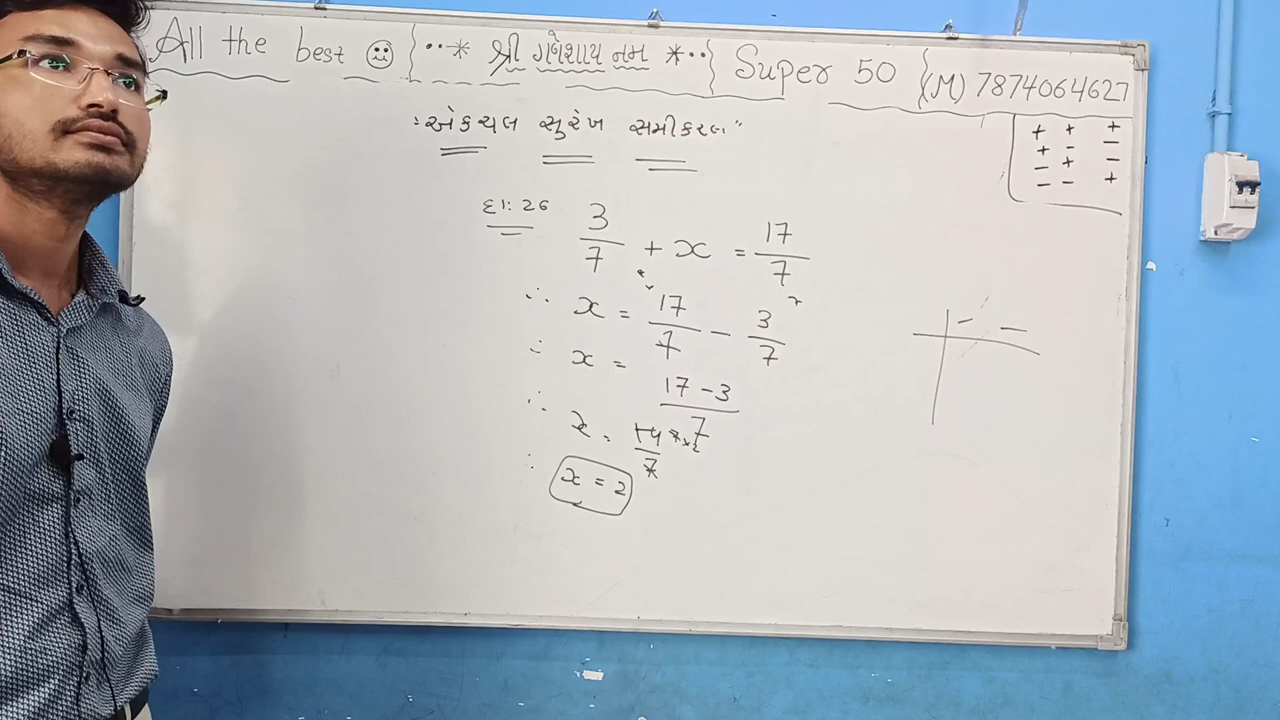 All the best ☺ { ··* શ્રી ગણેશાય નમ *·· } Super 50 { (M) 7874064627
"એકચલ સુરેખ સમીકરણ"
+ + +
+ - -
- + -
- - +
દા: 26 3/7 + x = 17/7
∴ x = 17/7 - 3/7
∴ x = (17 - 3)/7
∴ x = 14/7 7x2
∴ x = 2